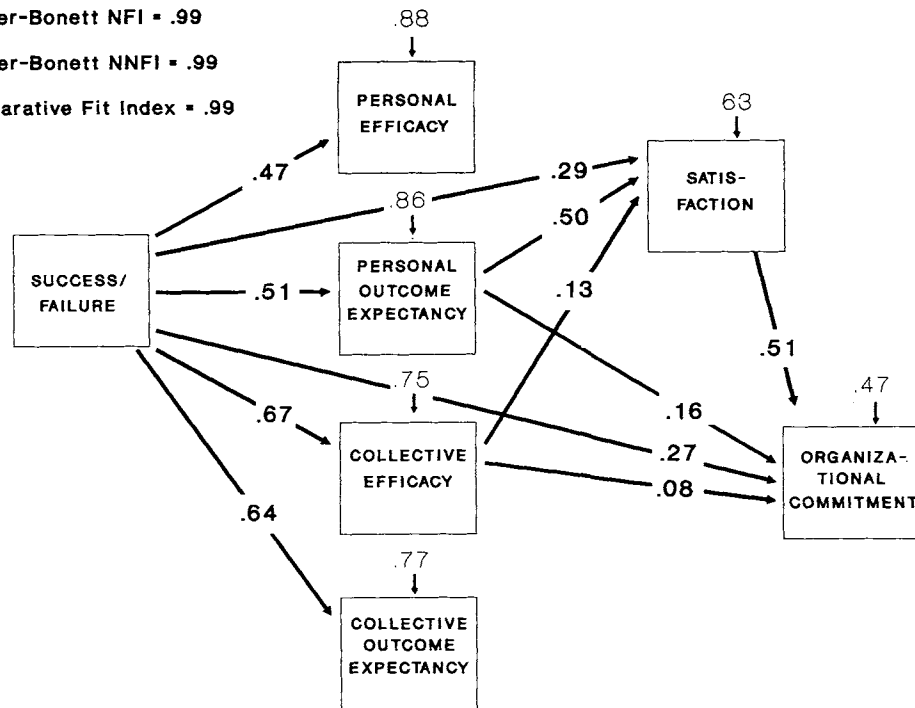 er-Bonett NFI = .99
er-Bonett NNFI = .99
arative Fit Index = .99
.88
PERSONAL
EFFICACY
63
SATIS-
FACTION
.47
.29
.86
.50
SUCCESS/
FAILURE
.51
PERSONAL
OUTCOME
EXPECTANCY
.13
.51
.75
.67
.16
.47
COLLECTIVE
EFFICACY
.27
.08
ORGANIZA-
TIONAL
COMMITMENT
.64
.77
COLLECTIVE
OUTCOME
EXPECTANCY